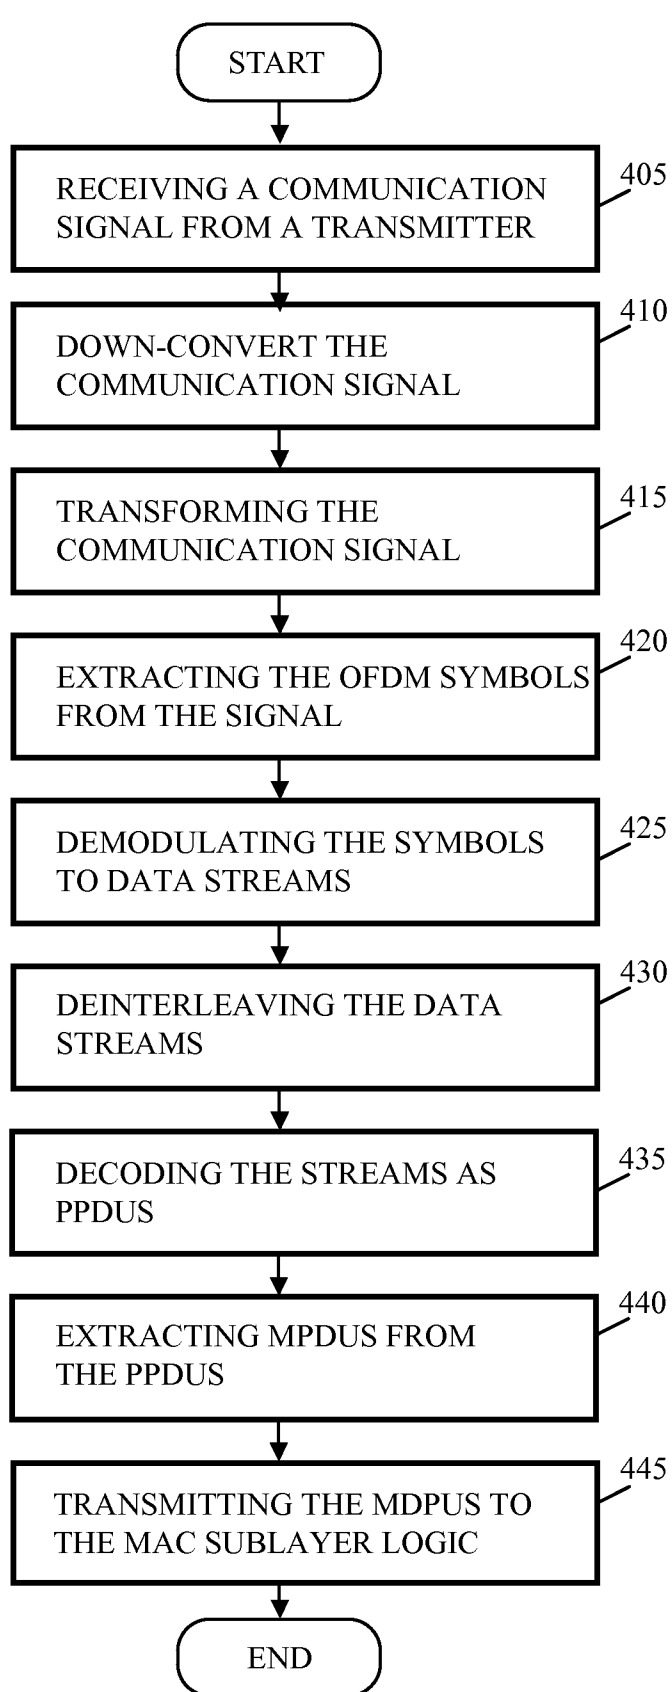 START
405
RECEIVING A COMMUNICATION
SIGNAL FROM A TRANSMITTER
410
DOWN-CONVERT THE
COMMUNICATION SIGNAL
415
TRANSFORMING THE
COMMUNICATION SIGNAL
420
EXTRACTING THE OFDM SYMBOLS
FROM THE SIGNAL
425
DEMODULATING THE SYMBOLS
TO DATA STREAMS
430
DEINTERLEAVING THE DATA
STREAMS
435
DECODING THE STREAMS AS
PPDUS
440
EXTRACTING MPDUS FROM
THE PPDUS
445
TRANSMITTING THE MDPUS TO
THE MAC SUBLAYER LOGIC
END